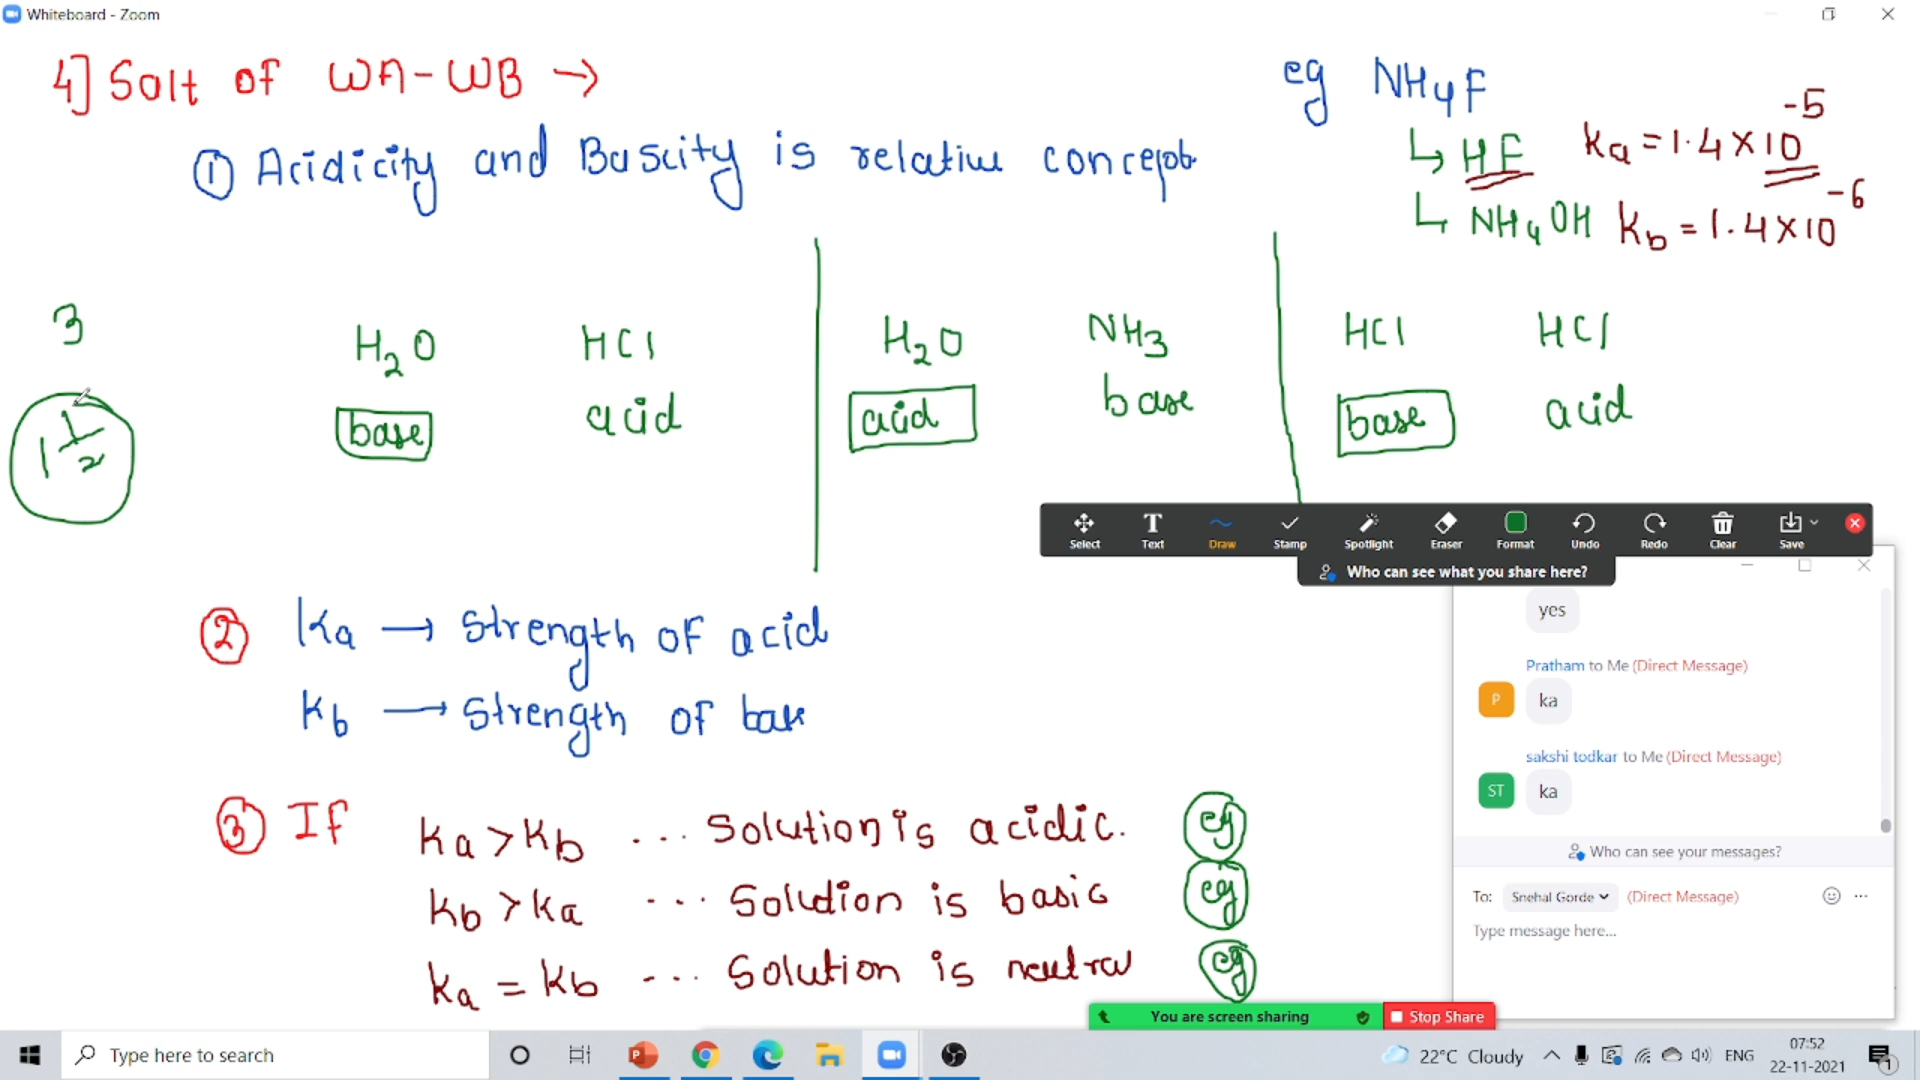 Whiteboard - Zoom
4] Salt of WA-WB →
eg NH4F
① Acidicity and Bascity is relative concept
↳ HF Ka = 1.4×10-5
↳ NH4OH Kb = 1.4×10-6
3
H2O HCl H2O NH3 HCl HCl
1 1/2
base acid acid base base acid
Select Text Draw Stamp Spotlight Eraser Format Undo Redo Clear Save
Who can see what you share here?
② Ka → Strength of acid
Kb → Strength of base
yes
Pratham to Me (Direct Message)
P ka
sakshi todkar to Me (Direct Message)
ST ka
Who can see your messages?
To: Snehal Gorde (Direct Message)
Type message here...
③ If Ka > Kb ... Solution is acidic. eg
Kb > Ka ... Solution is basic eg
Ka = Kb ... Solution is neutral eg
You are screen sharing Stop Share
Type here to search
22°C Cloudy ENG 07:52
22-11-2021
1